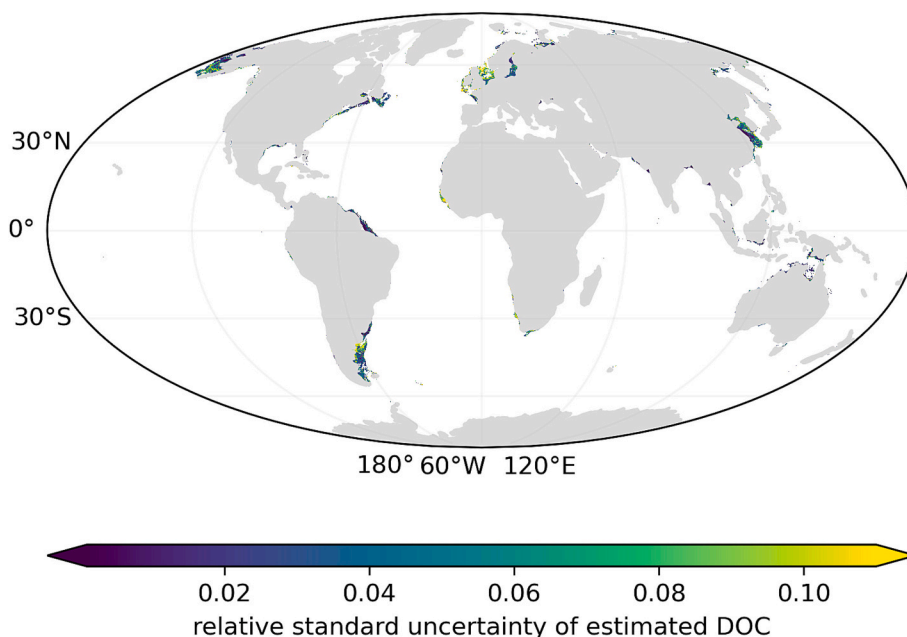 30°N
0°
30°S
180° 60°W 120°E
0.02 0.04 0.06 0.08 0.10
relative standard uncertainty of estimated DOC